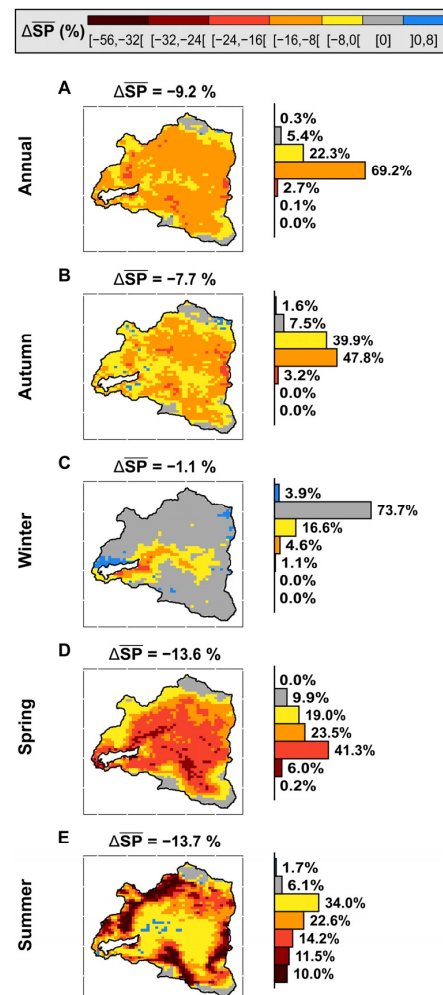 ΔSP (%)
[−56,−32[ [−32,−24[ [−24,−16[ [−16,−8[ [−8,0[ [0] ]0,8]
A
ΔSP = −9.2 %
Annual
0.3%
5.4%
22.3%
69.2%
2.7%
0.1%
0.0%
B
ΔSP = −7.7 %
Autumn
1.6%
7.5%
39.9%
47.8%
3.2%
0.0%
0.0%
C
ΔSP = −1.1 %
Winter
3.9%
73.7%
16.6%
4.6%
1.1%
0.0%
0.0%
D
ΔSP = −13.6 %
Spring
0.0%
9.9%
19.0%
23.5%
41.3%
6.0%
0.2%
E
ΔSP = −13.7 %
Summer
1.7%
6.1%
34.0%
22.6%
14.2%
11.5%
10.0%